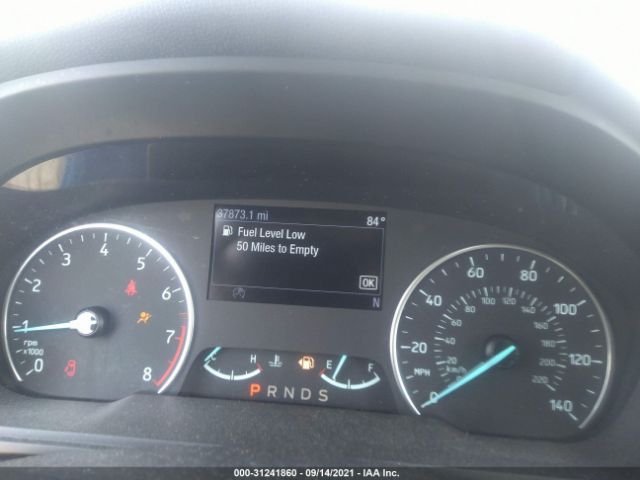 37873.1 mi 84°
Fuel Level Low
50 Miles to Empty
OK
N
0 1 2 3 4 5 6 7 8
rpm
x1000
0 20 40 60 80 100 120 140
MPH
0 20 40 60 80 100 120 140 160 180 200 220
km/h
C H E F
P R N D S
000-31241860 - 09/14/2021 - IAA Inc.